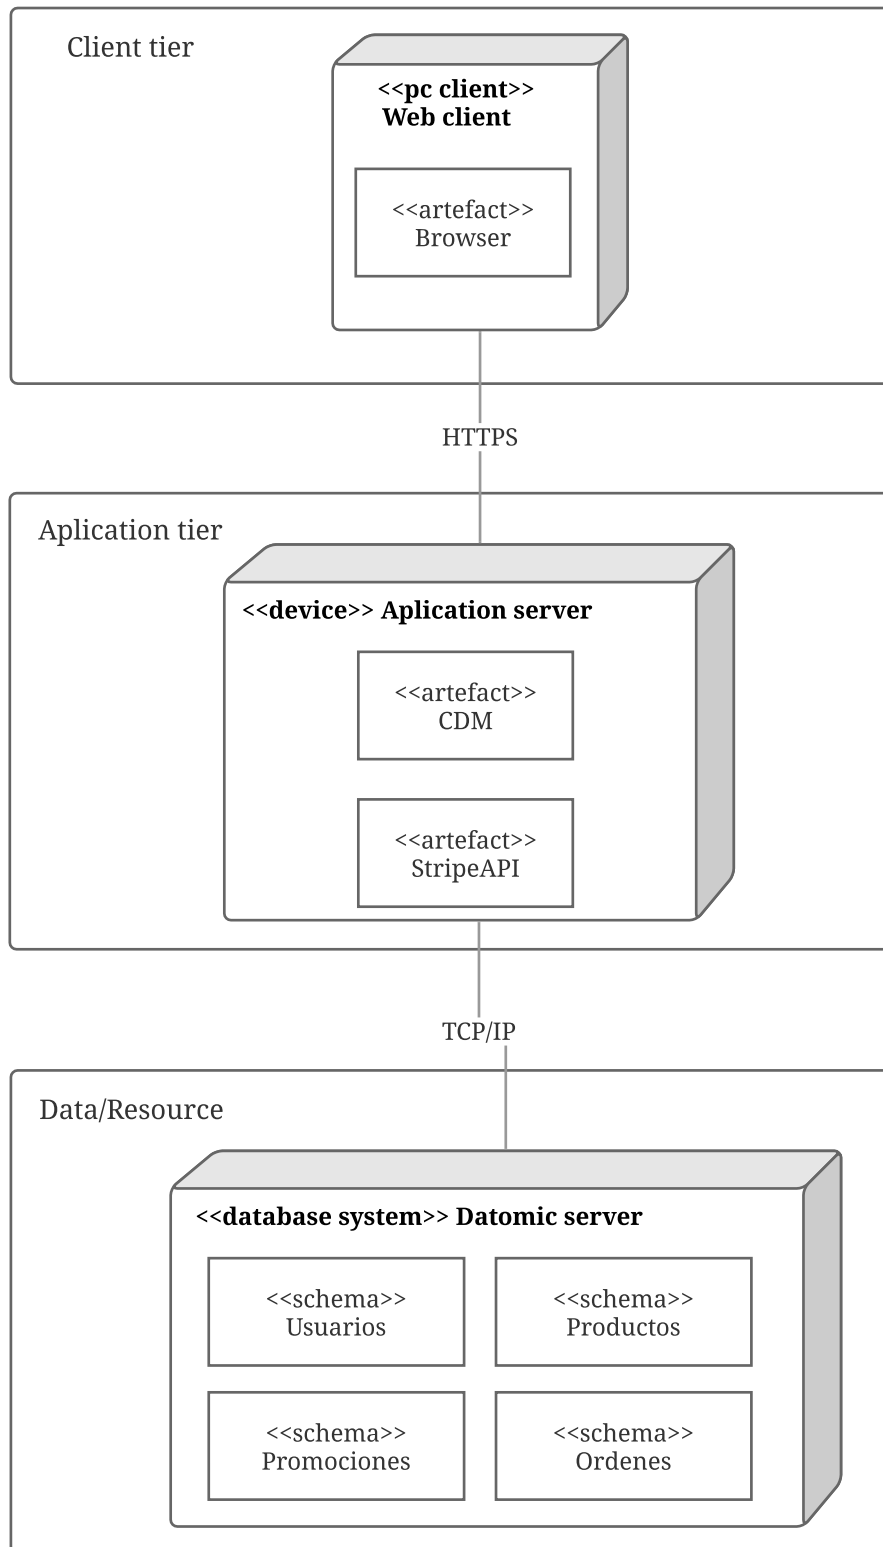 Client tier
<<pc client>>
Web client
<<artefact>>
Browser
HTTPS
Aplication tier
<<device>> Aplication server
<<artefact>>
CDM
<<artefact>>
StripeAPI
TCP/IP
Data/Resource
<<database system>> Datomic server
<<schema>>
Usuarios
<<schema>>
Productos
<<schema>>
Promociones
<<schema>>
Ordenes